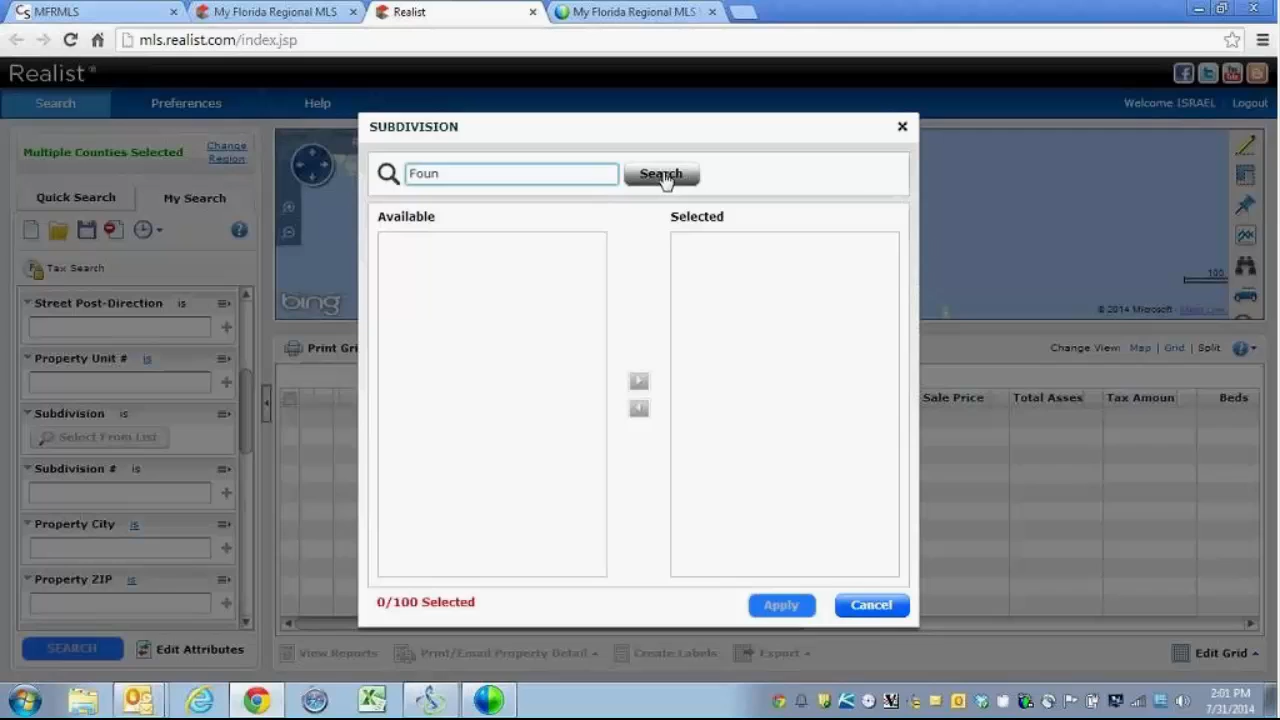 MFRMLS
My Florida Regional MLS
Realist
My Florida Regional MLS
mls.realist.com/index.jsp
Realist®
Search
Preferences
Help
Welcome ISRAEL
Logout
Multiple Counties Selected
Change
Region
Quick Search
My Search
Tax Search
Street Post-Direction is
Property Unit # is
Subdivision is
Select From List
Subdivision # is
Property City is
Property ZIP is
SEARCH
Edit Attributes
SUBDIVISION
Foun
Search
Available
Selected
0/100 Selected
Apply
Cancel
bing
100
© 2014 Microsoft
Print Gri
Change View: Map | Grid | Split
Sale Price
Total Asses
Tax Amoun
Beds
View Reports
Print/Email Property Detail
Create Labels
Export
Edit Grid
2:01 PM
7/31/2014